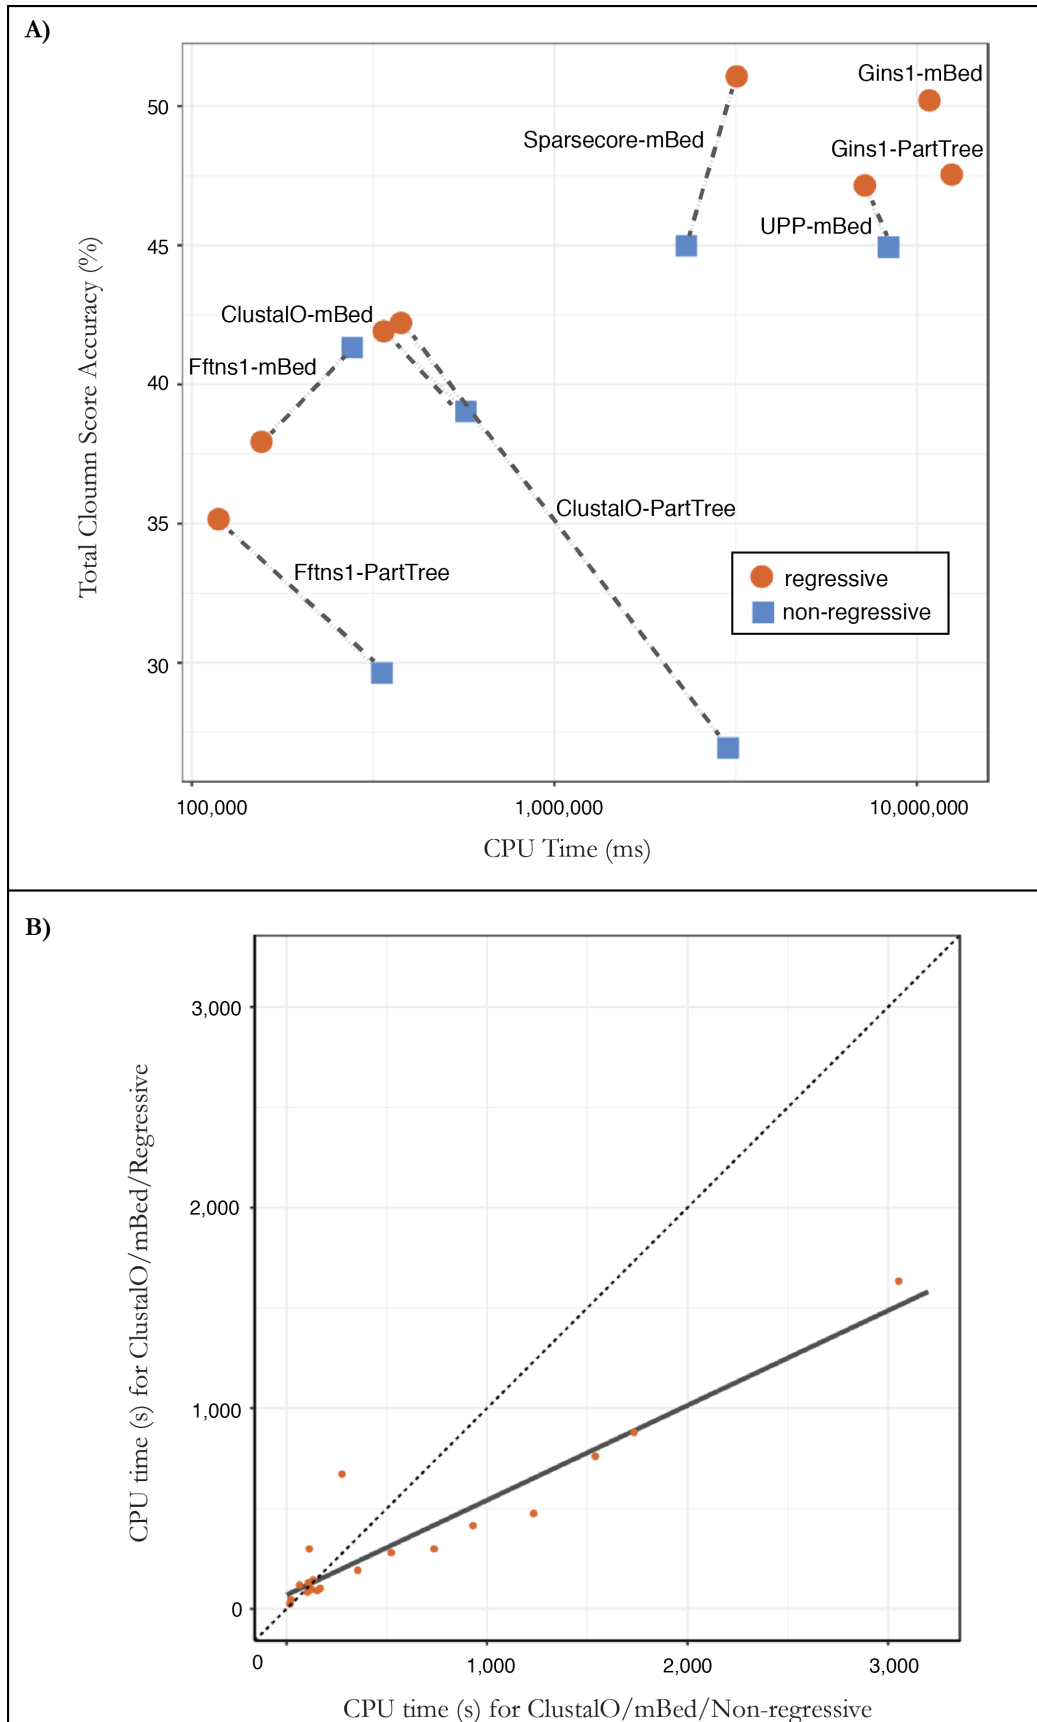 A)
Gins1-mBed
50
Sparsecore-mBed
Gins1-PartTree
UPP-mBed
45
ClustalO-mBed
Fftns1-mBed
40
ClustalO-PartTree
35
Fftns1-PartTree
regressive
non-regressive
30
Total Cloumn Score Accuracy (%)
100,000
1,000,000
10,000,000
CPU Time (ms)
B)
3,000
2,000
1,000
0
CPU time (s) for ClustalO/mBed/Regressive
0
1,000
2,000
3,000
CPU time (s) for ClustalO/mBed/Non-regressive